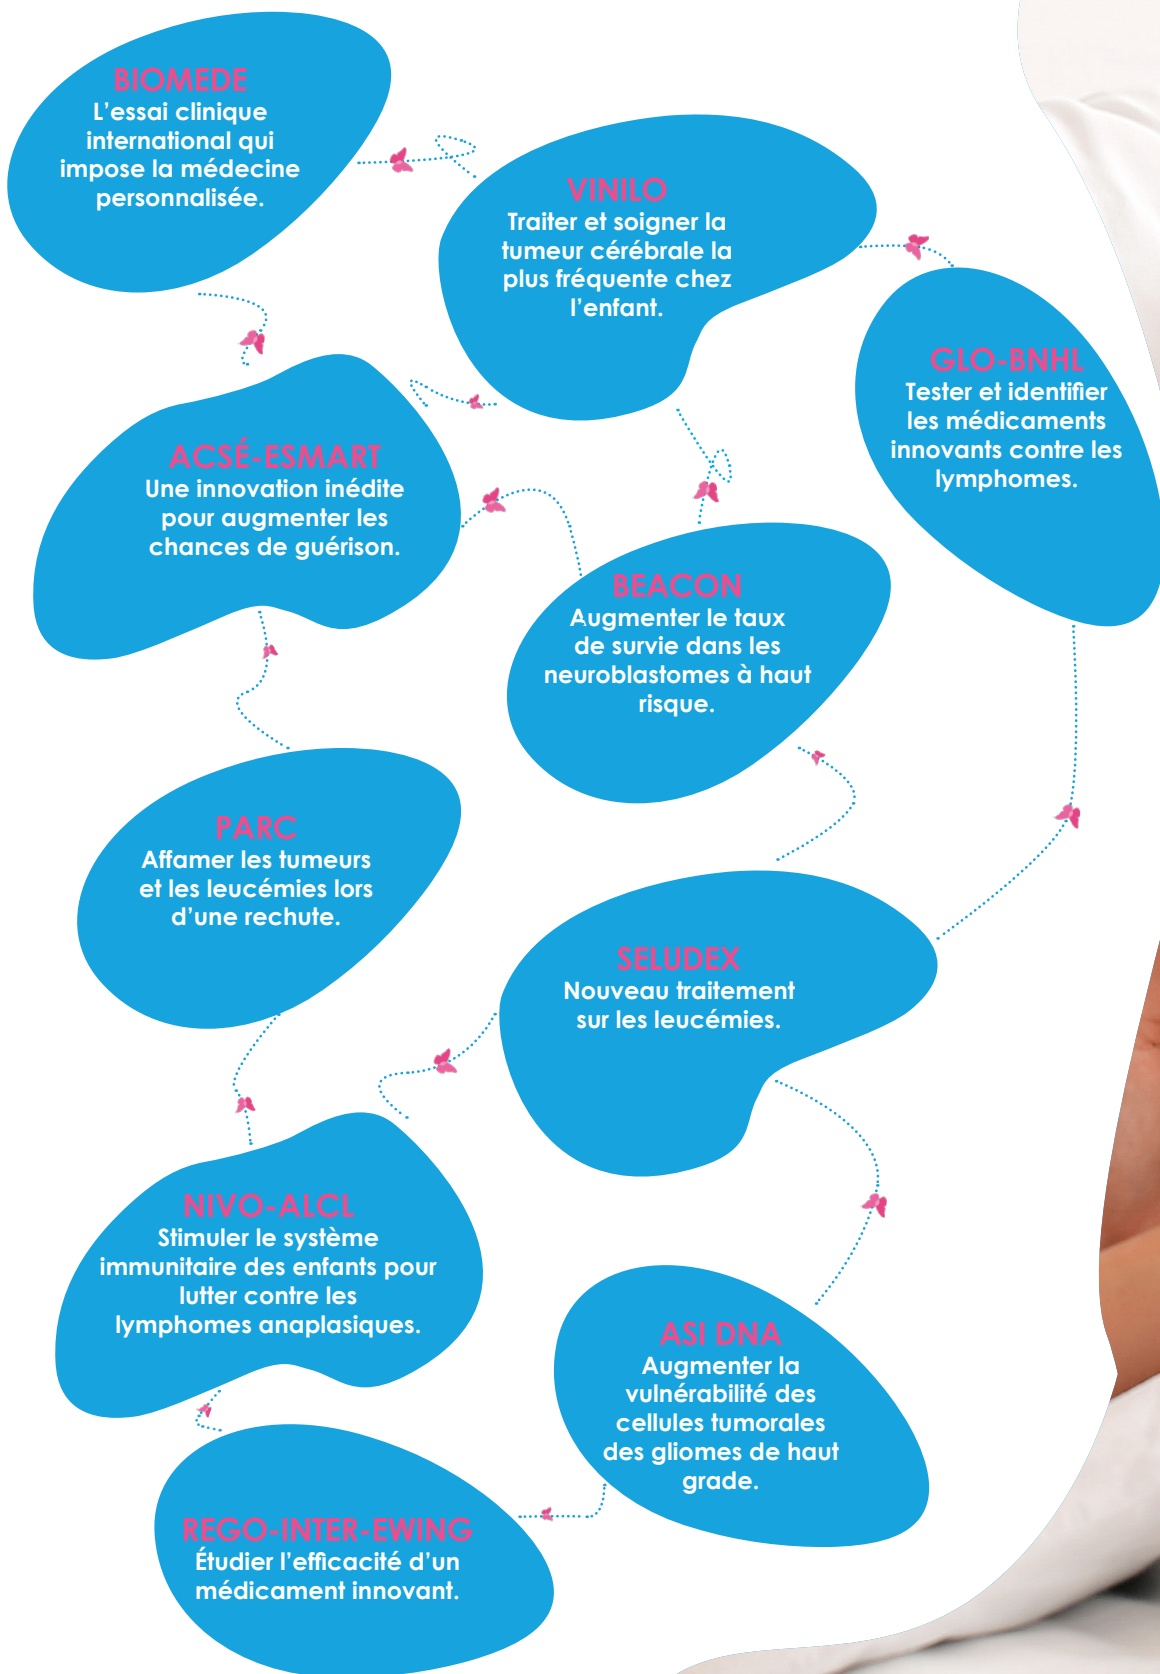 BIOMEDE
L'essai clinique
international qui
impose la médecine
personnalisée.
VINILO
Traiter et soigner la
tumeur cérébrale la
plus fréquente chez
l'enfant.
GLO-BNHL
Tester et identifier
les médicaments
innovants contre les
lymphomes.
ACSÉ-ESMART
Une innovation inédite
pour augmenter les
chances de guérison.
BEACON
Augmenter le taux
de survie dans les
neuroblastomes à haut
risque.
PARC
Affamer les tumeurs
et les leucémies lors
d'une rechute.
SELUDEX
Nouveau traitement
sur les leucémies.
NIVO-ALCL
Stimuler le système
immunitaire des enfants pour
lutter contre les
lymphomes anaplasiques.
ASI DNA
Augmenter la
vulnérabilité des
cellules tumorales
des gliomes de haut
grade.
REGO-INTER-EWING
Étudier l'efficacité d'un
médicament innovant.